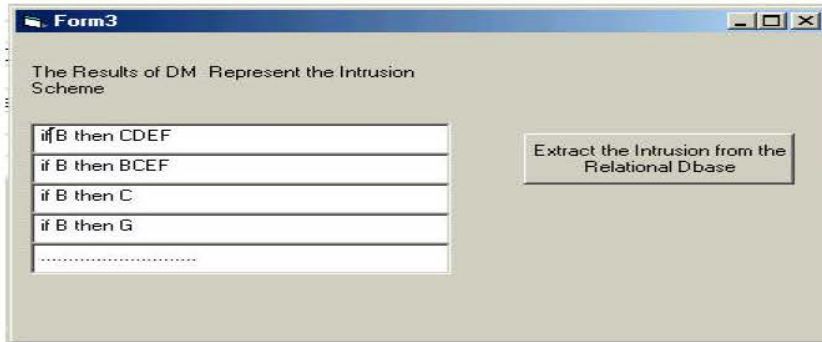 Form3
The Results of DM Represent the Intrusion
Scheme
if B then CDEF
if B then BCEF
if B then C
if B then G
............................
Extract the Intrusion from the
Relational Dbase